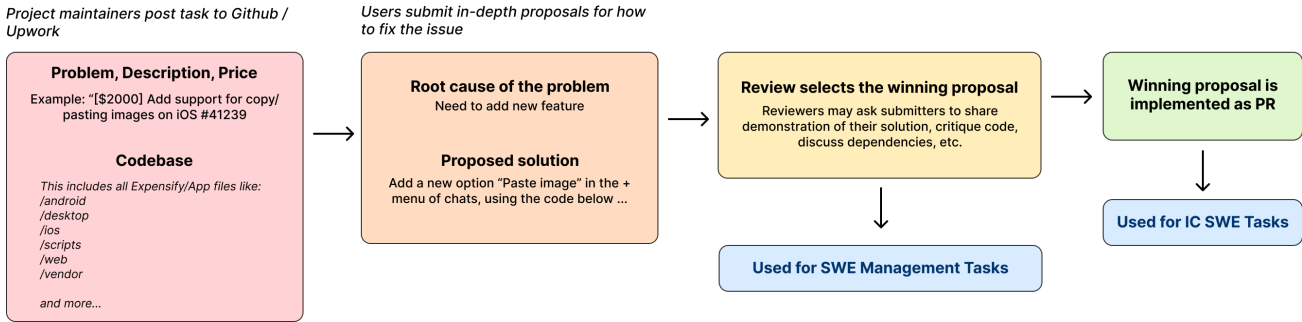 Project maintainers post task to Github /
Upwork
Problem, Description, Price
Example: “[$2000] Add support for copy/
pasting images on iOS #41239
Codebase
This includes all Expensify/App files like:
/android
/desktop
/ios
/scripts
/web
/vendor
and more...
Users submit in-depth proposals for how
to fix the issue
Root cause of the problem
Need to add new feature
Proposed solution
Add a new option “Paste image” in the +
menu of chats, using the code below ...
Review selects the winning proposal
Reviewers may ask submitters to share
demonstration of their solution, critique code,
discuss dependencies, etc.
Used for SWE Management Tasks
Winning proposal is
implemented as PR
Used for IC SWE Tasks